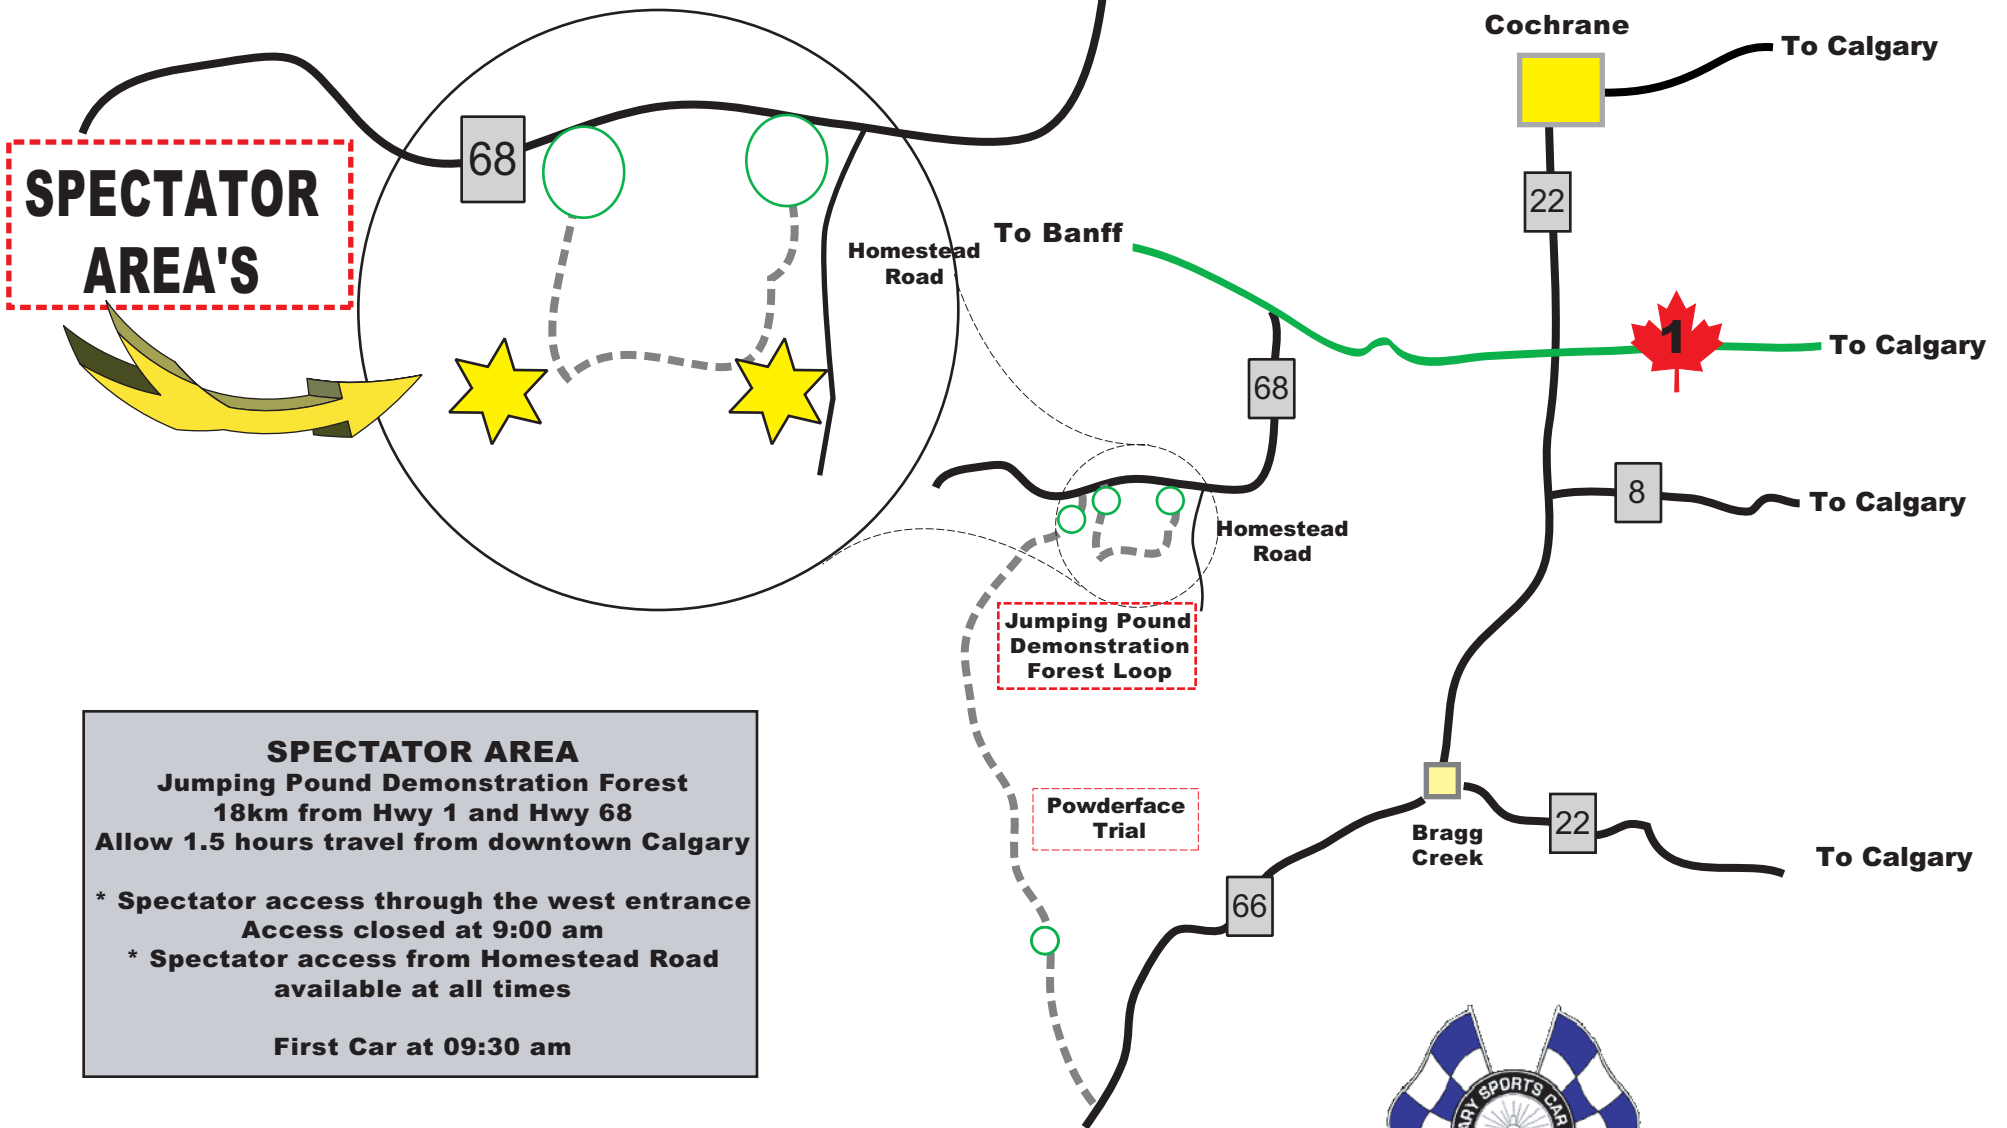 Cochrane
To Calgary
68
SPECTATOR
AREA'S
22
To Banff
Homestead
Road
1
To Calgary
68
8
To Calgary
Homestead
Road
Jumping Pound
Demonstration
Forest Loop
SPECTATOR AREA
Jumping Pound Demonstration Forest
18km from Hwy 1 and Hwy 68
Allow 1.5 hours travel from downtown Calgary
* Spectator access through the west entrance
Access closed at 9:00 am
* Spectator access from Homestead Road
available at all times
First Car at 09:30 am
Powderface
Trial
Bragg
Creek
22
To Calgary
66
SPORTS CAR